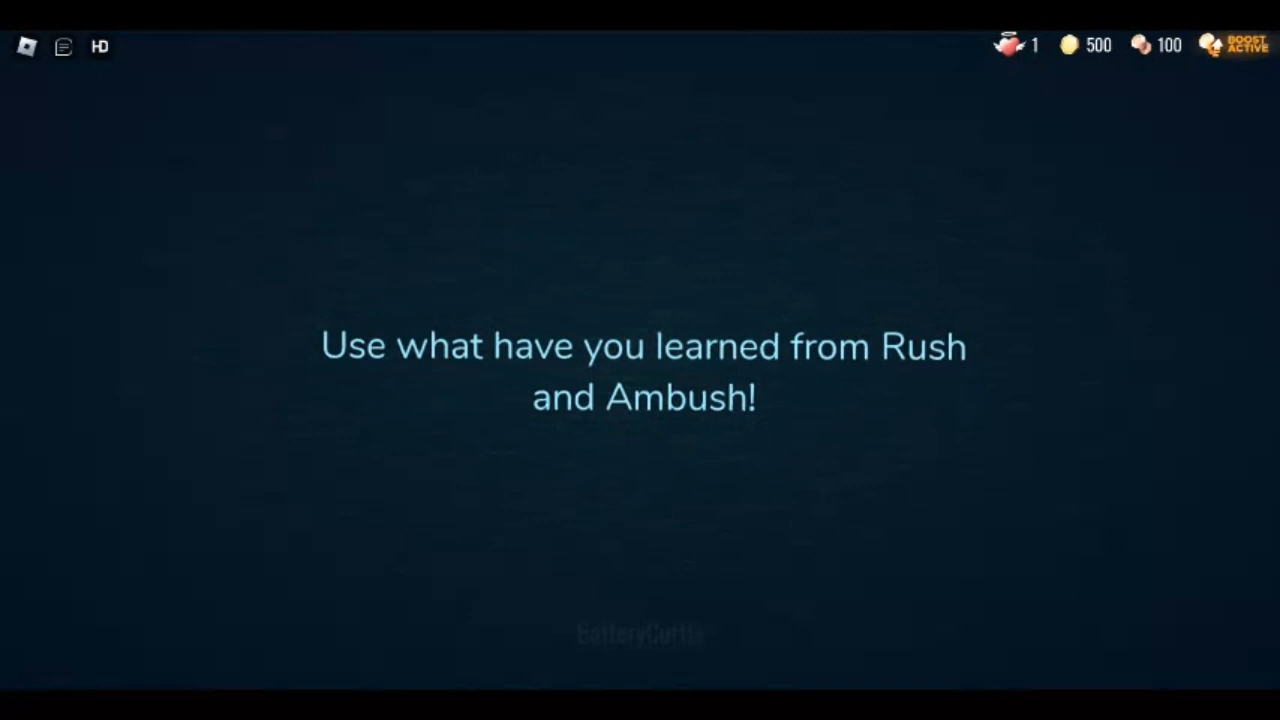 HD
1
500
100
BOOST
ACTIVE
Use what have you learned from Rush
and Ambush!